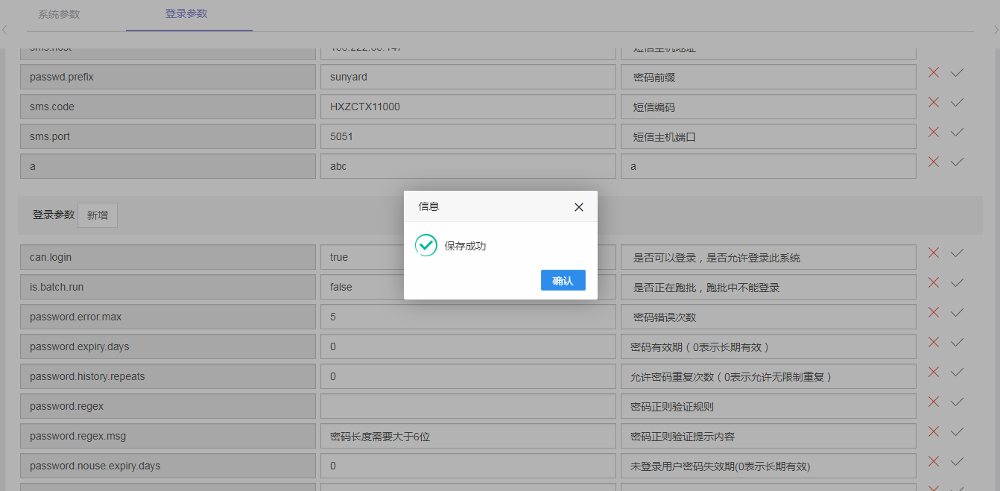 系统参数 登录参数
passwd.prefix sunyard 密码前缀
sms.code HXZCTX11000 短信编码
sms.port 5051 短信主机端口
a abc a
登录参数 新增
信息
保存成功
确认
can.login true 是否可以登录，是否允许登录此系统
is.batch.run false 是否正在跑批，跑批中不能登录
password.error.max 5 密码错误次数
password.expiry.days 0 密码有效期（0表示长期有效）
password.history.repeats 0 允许密码重复次数（0表示允许无限制重复）
password.regex 密码正则验证规则
password.regex.msg 密码长度需要大于6位 密码正则验证提示内容
password.nouse.expiry.days 0 未登录用户密码失效期(0表示长期有效)